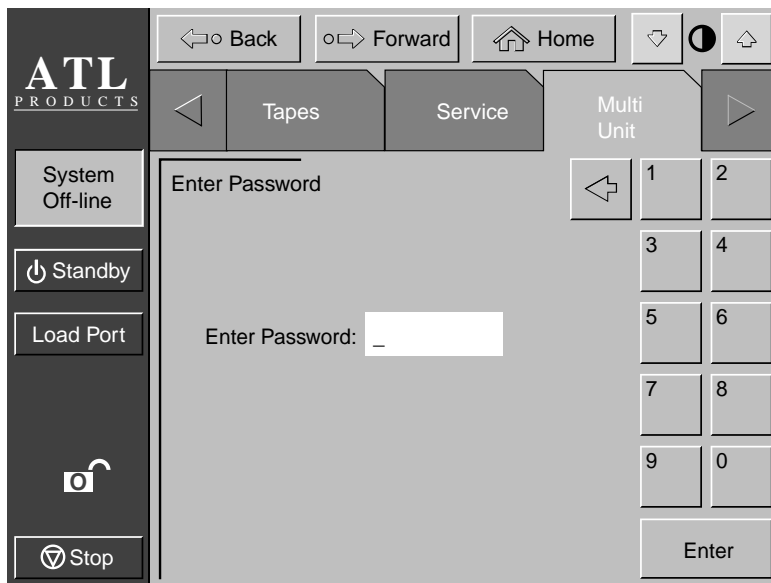 Back
Forward
Home
ATL
PRODUCTS
Tapes
Service
Multi
Unit
System
Off-line
Enter Password
1
2
Standby
3
4
Load Port
Enter Password: _
5
6
7
8
O
9
0
Stop
Enter